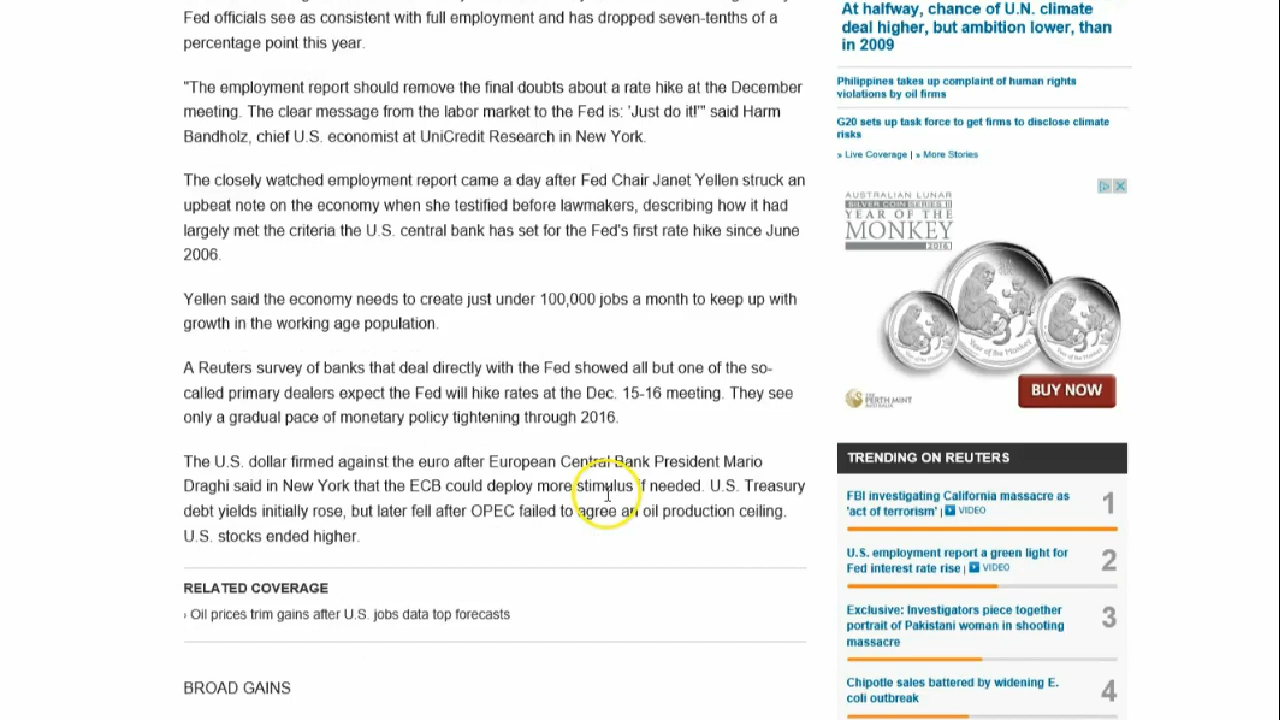 Fed officials see as consistent with full employment and has dropped seven-tenths of a
percentage point this year.
"The employment report should remove the final doubts about a rate hike at the December
meeting. The clear message from the labor market to the Fed is: 'Just do it!'" said Harm
Bandholz, chief U.S. economist at UniCredit Research in New York.
The closely watched employment report came a day after Fed Chair Janet Yellen struck an
upbeat note on the economy when she testified before lawmakers, describing how it had
largely met the criteria the U.S. central bank has set for the Fed's first rate hike since June
2006.
Yellen said the economy needs to create just under 100,000 jobs a month to keep up with
growth in the working age population.
A Reuters survey of banks that deal directly with the Fed showed all but one of the so-
called primary dealers expect the Fed will hike rates at the Dec. 15-16 meeting. They see
only a gradual pace of monetary policy tightening through 2016.
The U.S. dollar firmed against the euro after European Central Bank President Mario
Draghi said in New York that the ECB could deploy more stimulus if needed. U.S. Treasury
debt yields initially rose, but later fell after OPEC failed to agree an oil production ceiling.
U.S. stocks ended higher.
RELATED COVERAGE
› Oil prices trim gains after U.S. jobs data top forecasts
BROAD GAINS
At halfway, chance of U.N. climate
deal higher, but ambition lower, than
in 2009
Philippines takes up complaint of human rights
violations by oil firms
G20 sets up task force to get firms to disclose climate
risks
» Live Coverage | » More Stories
AUSTRALIAN LUNAR
SILVER COIN SERIES II
YEAR OF THE
MONKEY
2016
Year of the Monkey
BUY NOW
THE
PERTH MINT
AUSTRALIA
TRENDING ON REUTERS
FBI investigating California massacre as
'act of terrorism' | VIDEO
1
U.S. employment report a green light for
Fed interest rate rise | VIDEO
2
Exclusive: Investigators piece together
portrait of Pakistani woman in shooting
massacre
3
Chipotle sales battered by widening E.
coli outbreak
4